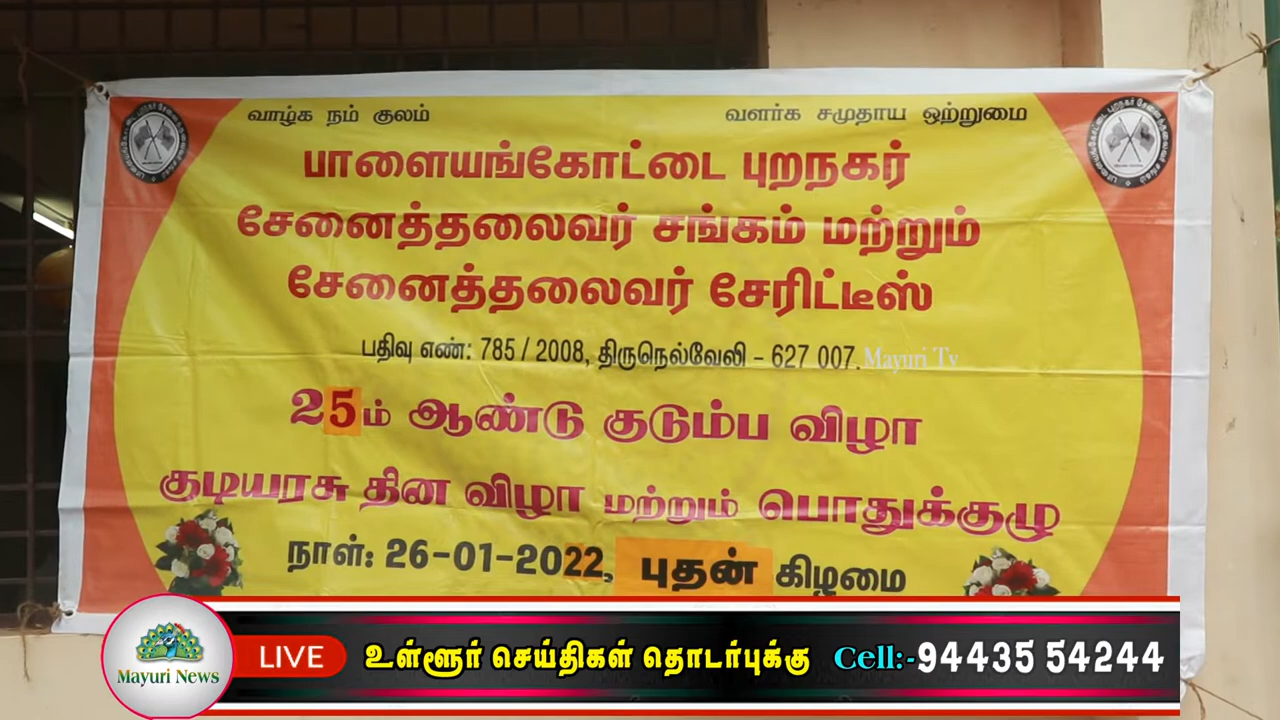 வாழ்க நம் குலம்
வளர்க சமுதாய ஒற்றுமை
பாளையங்கோட்டை புறநகர்
சேனைத்தலைவர் சங்கம் மற்றும்
சேனைத்தலைவர் சேரிட்டீஸ்
பதிவு எண்: 785 / 2008, திருநெல்வேலி - 627 007.
Mayuri Tv
25ம் ஆண்டு குடும்ப விழா
குடியரசு தின விழா மற்றும் பொதுக்குழு
நாள்: 26-01-2022, புதன் கிழமை
Mayuri News
LIVE
உள்ளூர் செய்திகள் தொடர்புக்கு Cell:-94435 54244